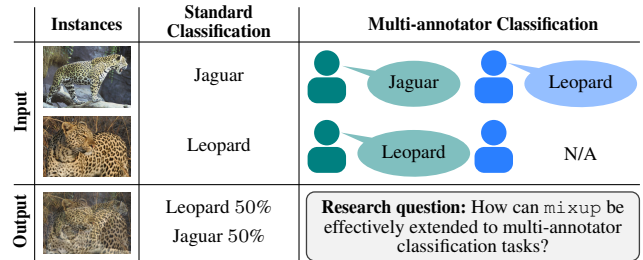 Instances
Standard
Classification
Multi-annotator Classification
Input
Jaguar
Jaguar
Leopard
Leopard
Leopard
N/A
Output
Leopard 50%
Jaguar 50%
Research question: How can mixup be
effectively extended to multi-annotator
classification tasks?